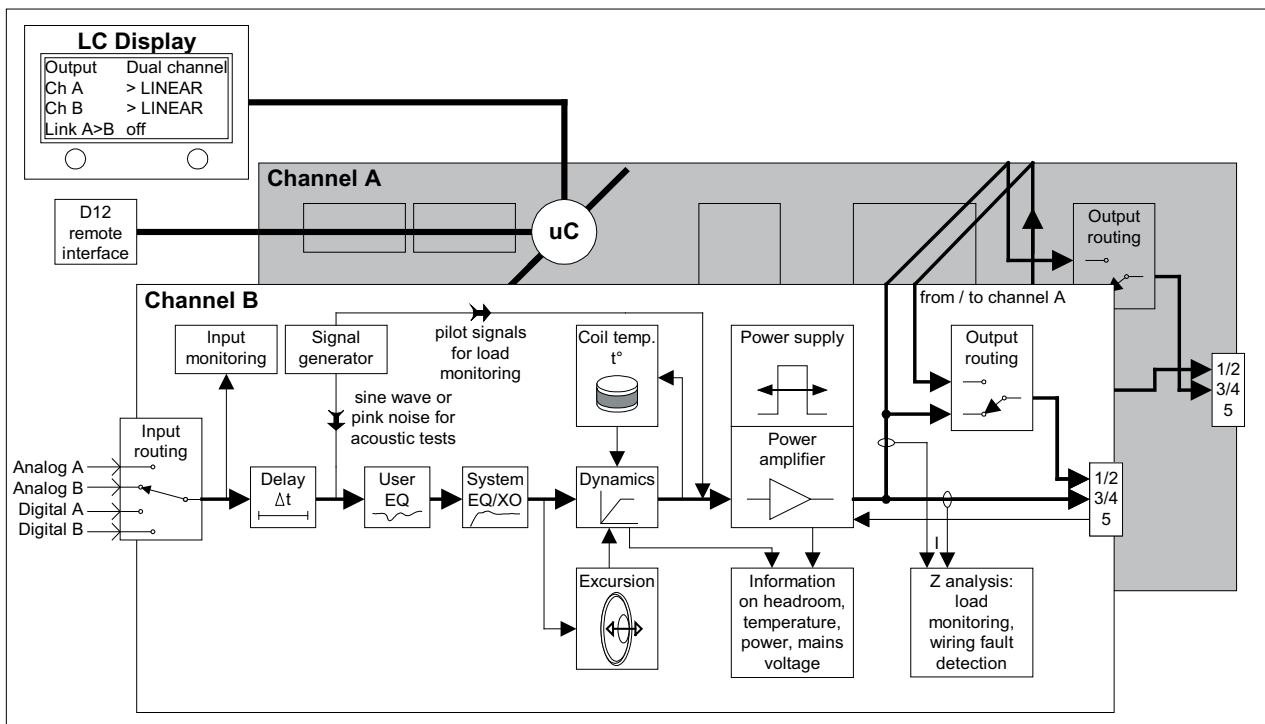 LC Display
Output Dual channel
Ch A > LINEAR
Ch B > LINEAR
Link A>B off
Channel A
D12
remote
interface
uC
Output
routing
1/2
3/4
5
Channel B
from / to channel A
Input
monitoring
Signal
generator
pilot signals
for load
monitoring
Coil temp.
t°
Power supply
Output
routing
sine wave or
pink noise for
acoustic tests
Input
routing
Analog A
Analog B
Digital A
Digital B
Delay
Δt
User
EQ
System
EQ/XO
Dynamics
Power
amplifier
1/2
3/4
5
I
Excursion
Information
on headroom,
temperature,
power, mains
voltage
Z analysis:
load
monitoring,
wiring fault
detection